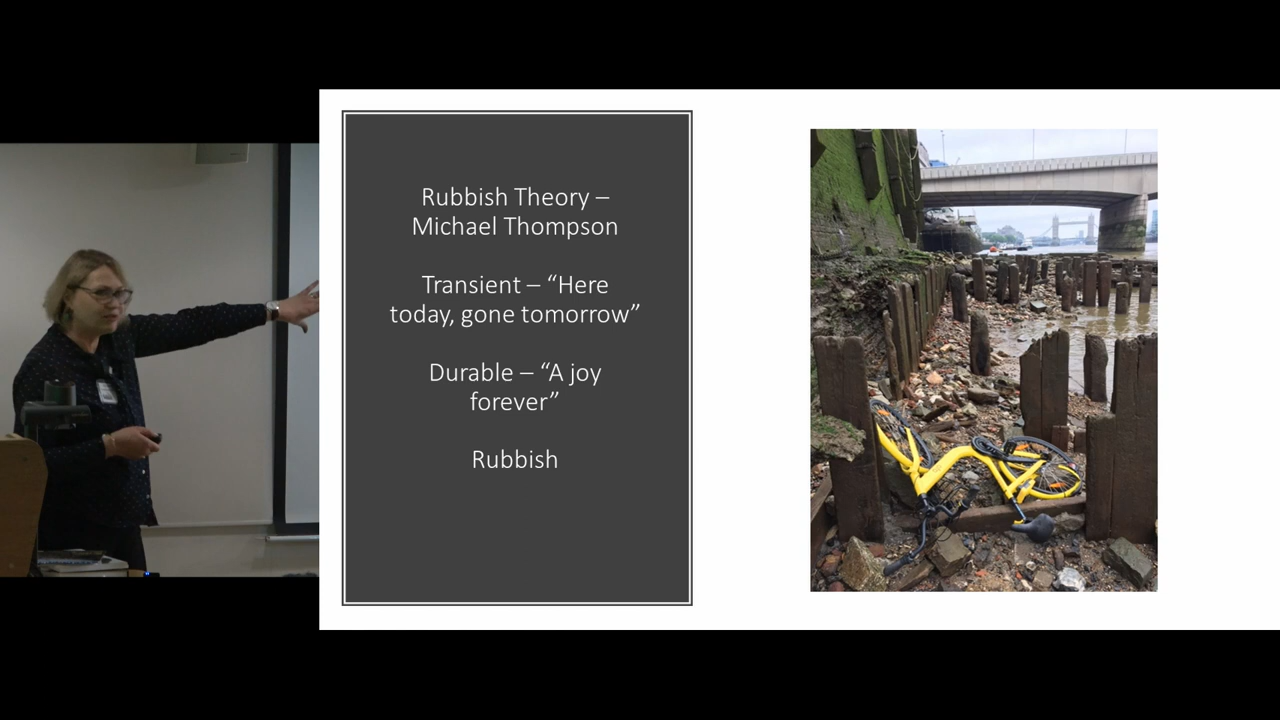 Rubbish Theory –
Michael Thompson
Transient – “Here
today, gone tomorrow”
Durable – “A joy
forever”
Rubbish